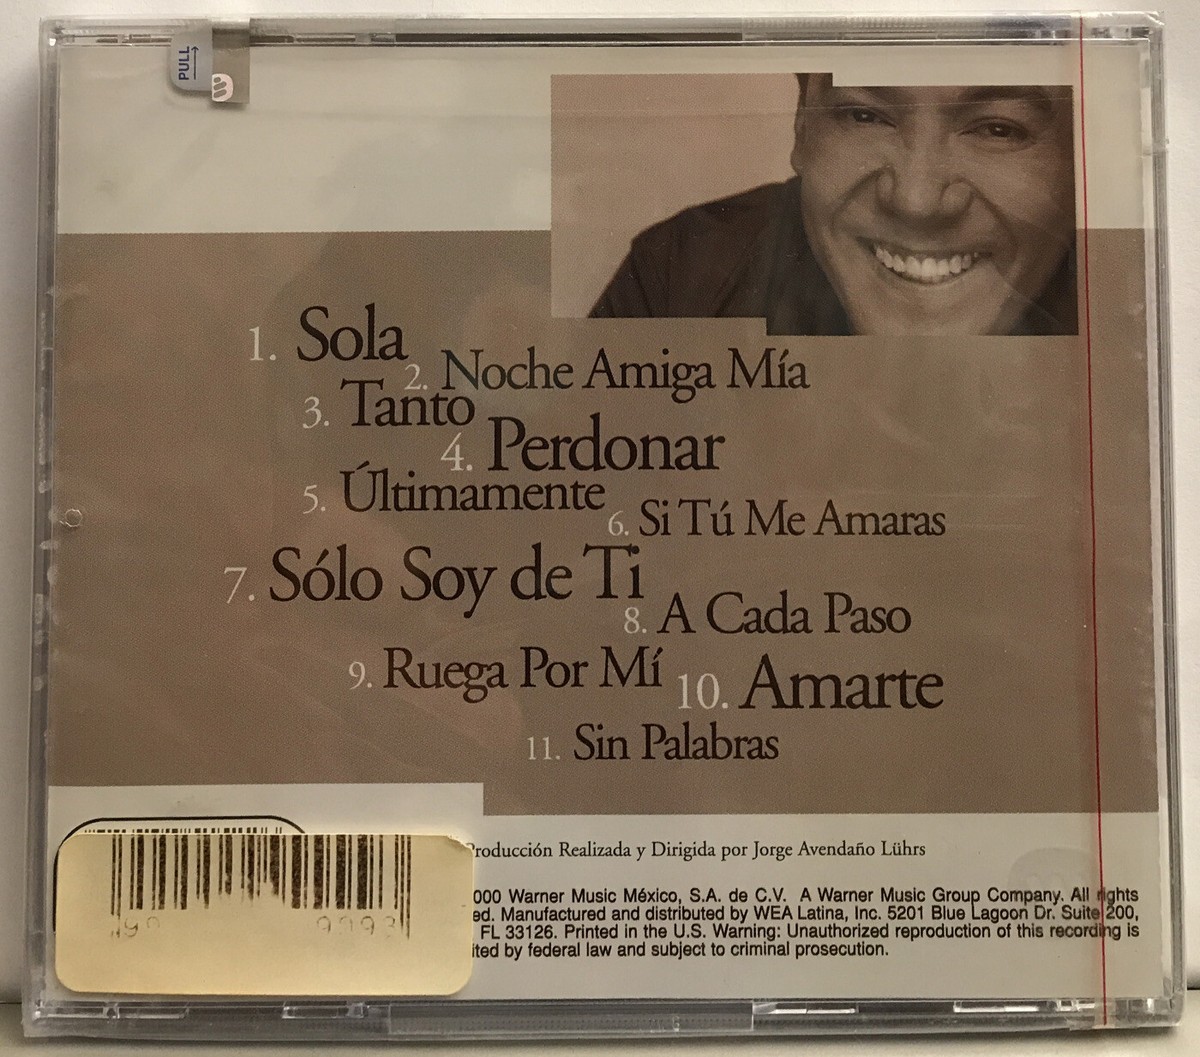 PULL
1. Sola
2. Noche Amiga Mía
3. Tanto
4. Perdonar
5. Últimamente
6. Si Tú Me Amaras
7. Sólo Soy de Ti
8. A Cada Paso
9. Ruega Por Mí
10. Amarte
11. Sin Palabras
Producción Realizada y Dirigida por Jorge Avendaño Lührs
000 Warner Music México, S.A. de C.V. A Warner Music Group Company. All rights
ed. Manufactured and distributed by WEA Latina, Inc. 5201 Blue Lagoon Dr. Suite 200,
FL 33126. Printed in the U.S. Warning: Unauthorized reproduction of this recording is
ited by federal law and subject to criminal prosecution.